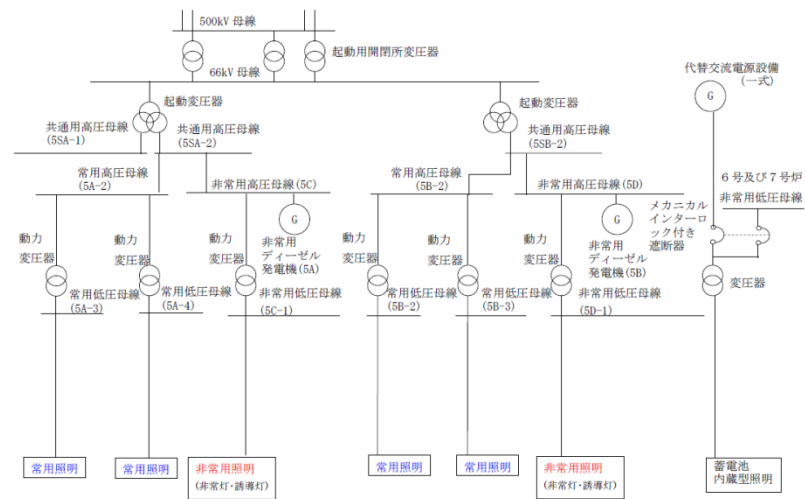 500kV 母線
起動用開閉所変圧器
66kV 母線
代替交流電源設備
(一式)
G
起動変圧器
起動変圧器
共通用高圧母線
(5SA-1)
共通用高圧母線
(5SA-2)
共通用高圧母線
(5SB-2)
常用高圧母線
(5A-2)
非常用高圧母線(5C)
常用高圧母線
(5B-2)
非常用高圧母線(5D)
6号及び7号炉
非常用低圧母線
メカニカル
インターロ
ック付き
遮断器
G
G
動力
変圧器
動力
変圧器
動力
変圧器
非常用
ディーゼル
発電機(5A)
動力
変圧器
動力
変圧器
動力
変圧器
非常用
ディーゼル
発電機(5B)
変圧器
常用低圧母線
(5A-3)
常用低圧母線
(5A-4)
非常用低圧母線
(5C-1)
常用低圧母線
(5B-2)
常用低圧母線
(5B-3)
非常用低圧母線
(5D-1)
常用照明
常用照明
非常用照明
(非常灯・誘導灯)
常用照明
常用照明
非常用照明
(非常灯・誘導灯)
蓄電池
内蔵型照明